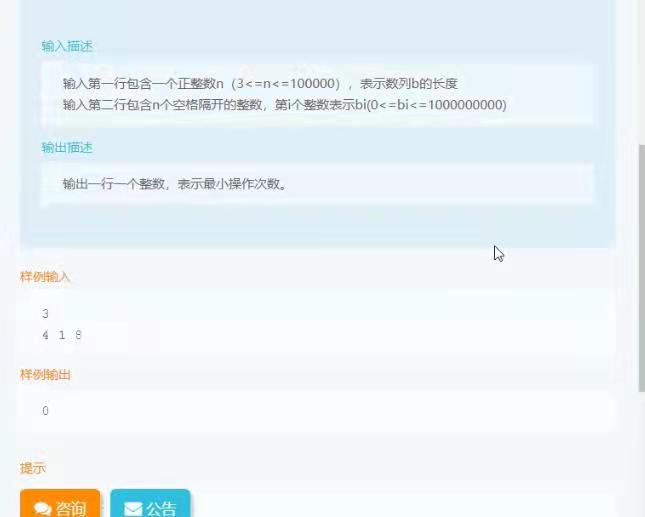 输入描述
输入第一行包含一个正整数n（3<=n<=100000），表示数列b的长度
输入第二行包含n个空格隔开的整数，第i个整数表示bi(0<=bi<=1000000000)
输出描述
输出一行一个整数，表示最小操作次数。
样例输入
3
4 1 8
样例输出
0
提示
咨询
公告